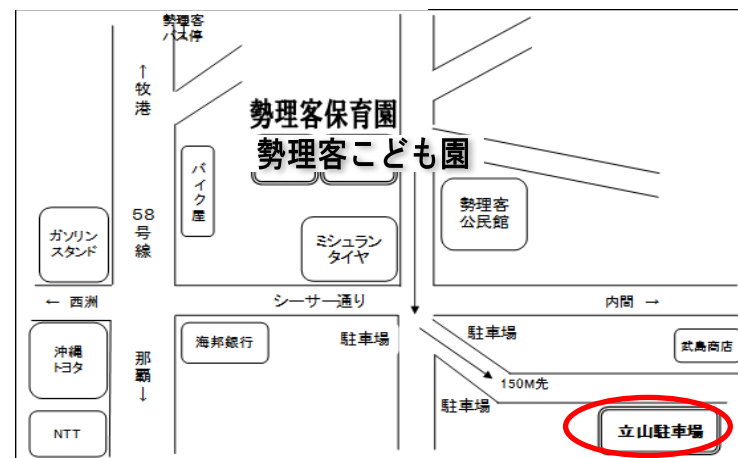 勢理客
バス停
↑
牧
港
勢理客保育園
勢理客こども園
バ
イ
ク
屋
勢理客
公民館
58
号
線
ガソリン
スタンド
ミシュラン
タイヤ
← 西洲
シーサー通り
内間 →
沖縄
トヨタ
那
覇
↓
海邦銀行
駐車場
駐車場
武島商店
150M先
駐車場
NTT
立山駐車場